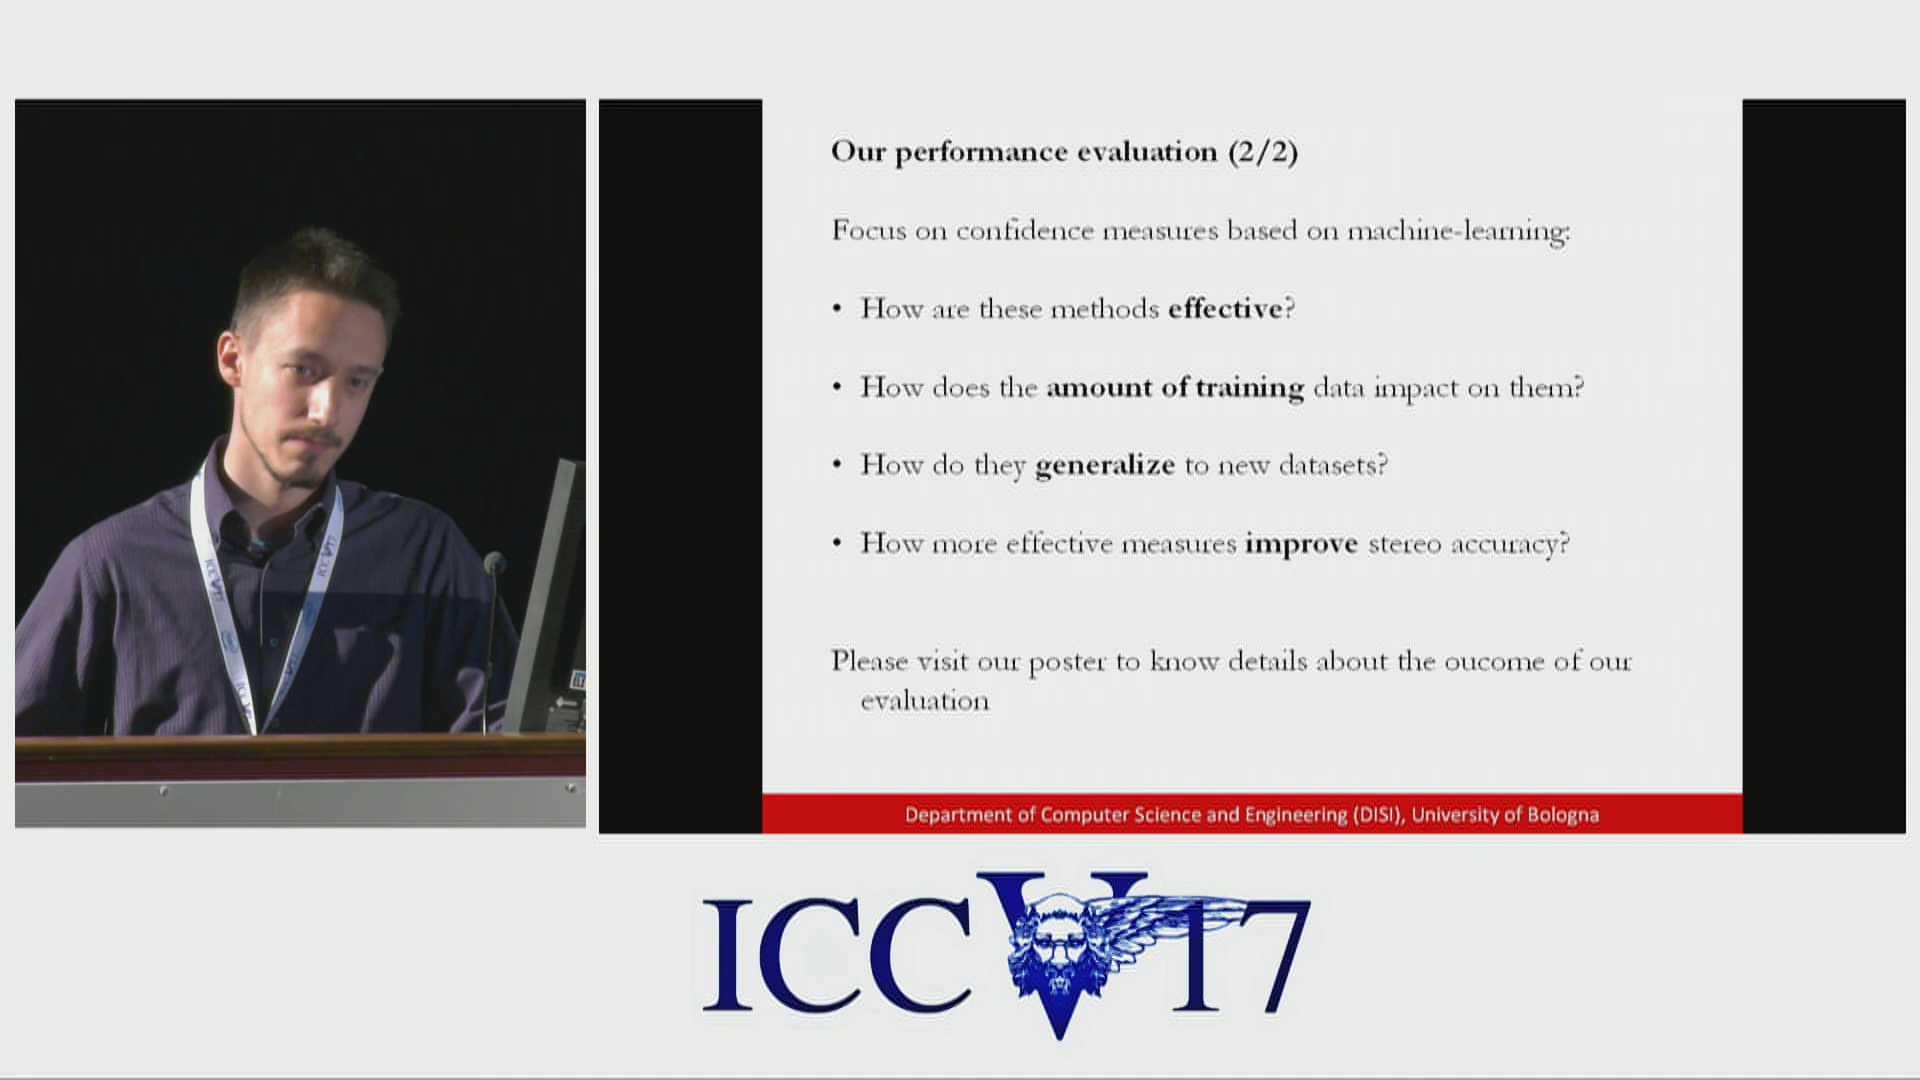 Our performance evaluation (2/2)
Focus on confidence measures based on machine-learning:
• How are these methods effective?
• How does the amount of training data impact on them?
• How do they generalize to new datasets?
• How more effective measures improve stereo accuracy?
Please visit our poster to know details about the oucome of our
evaluation
Department of Computer Science and Engineering (DISI), University of Bologna
ICCV17